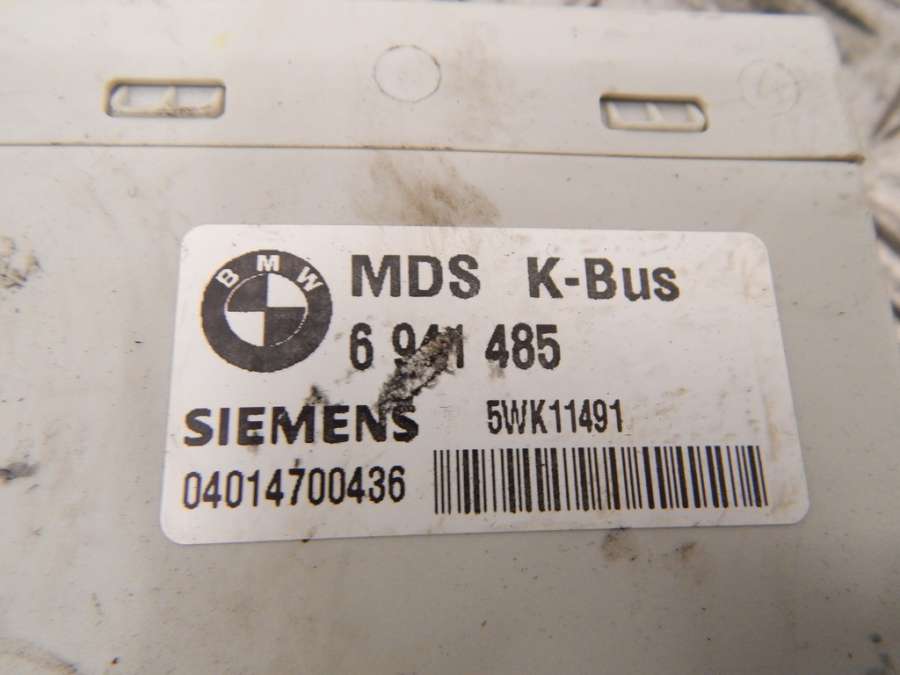 BMW
MDS K-Bus
6 941 485
SIEMENS 5WK11491
04014700436